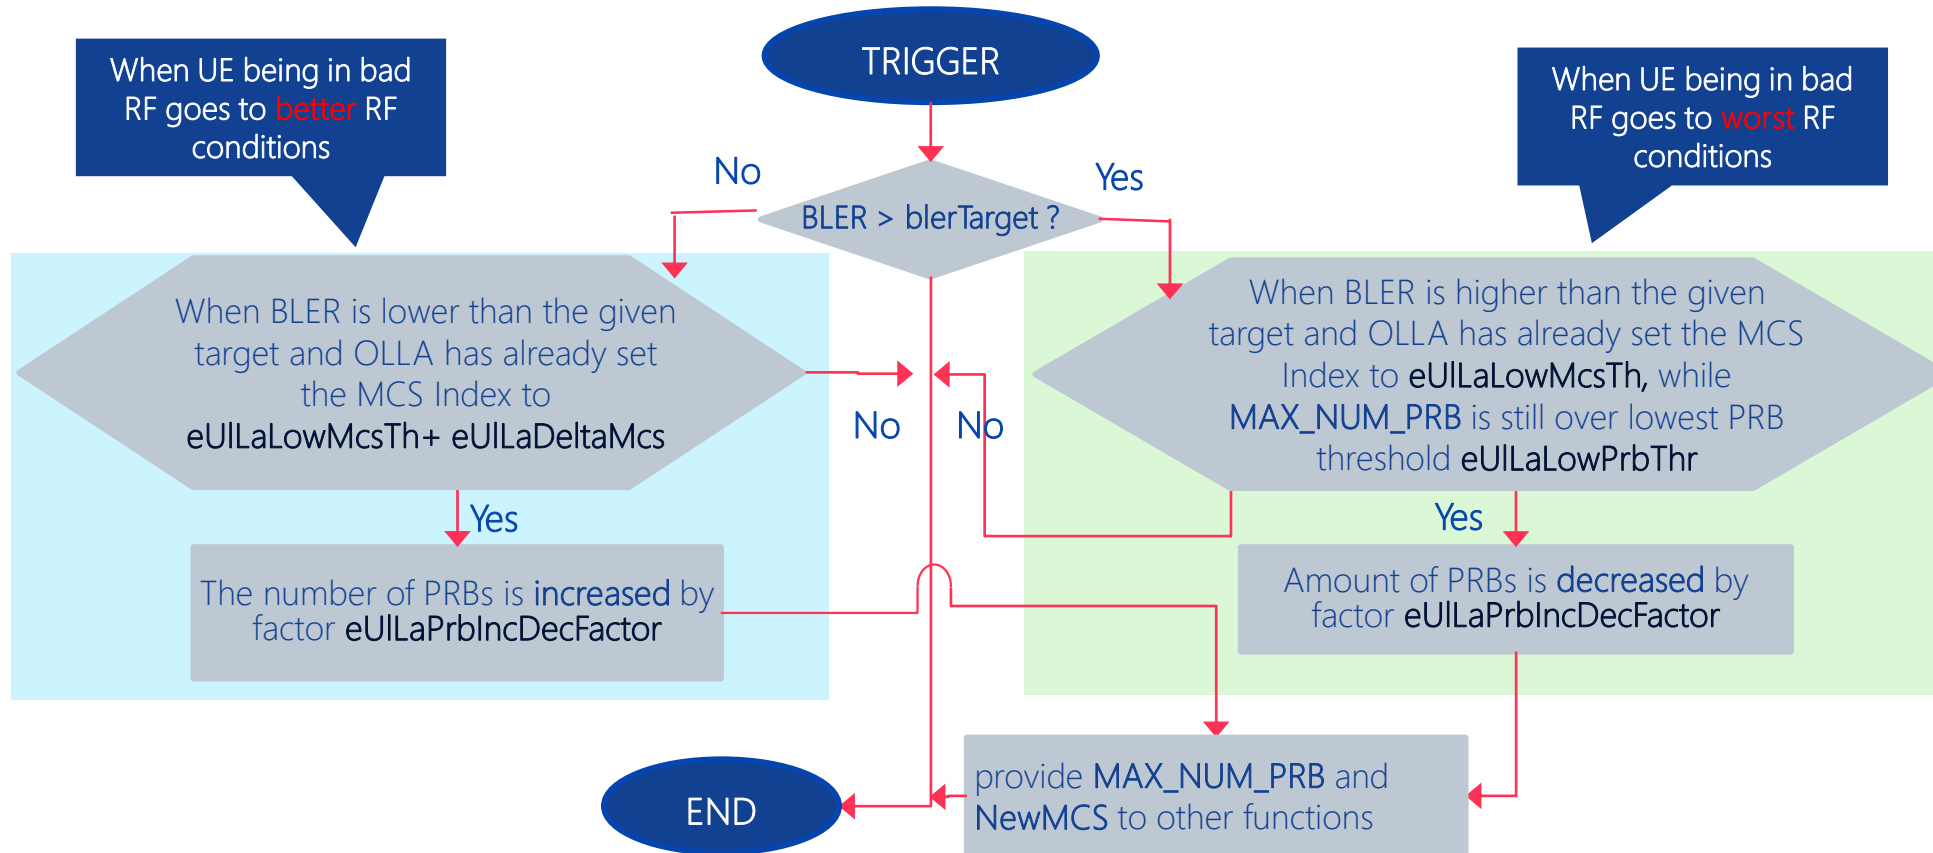 TRIGGER
When UE being in bad
RF goes to better RF
conditions
When UE being in bad
RF goes to worst RF
conditions
No
Yes
BLER > blerTarget ?
When BLER is lower than the given
target and OLLA has already set
the MCS Index to
eUlLaLowMcsTh+ eUlLaDeltaMcs
When BLER is higher than the given
target and OLLA has already set the MCS
Index to eUlLaLowMcsTh, while
MAX_NUM_PRB is still over lowest PRB
threshold eUlLaLowPrbThr
No
No
Yes
Yes
The number of PRBs is increased by
factor eUlLaPrbIncDecFactor
Amount of PRBs is decreased by
factor eUlLaPrbIncDecFactor
END
provide MAX_NUM_PRB and
NewMCS to other functions